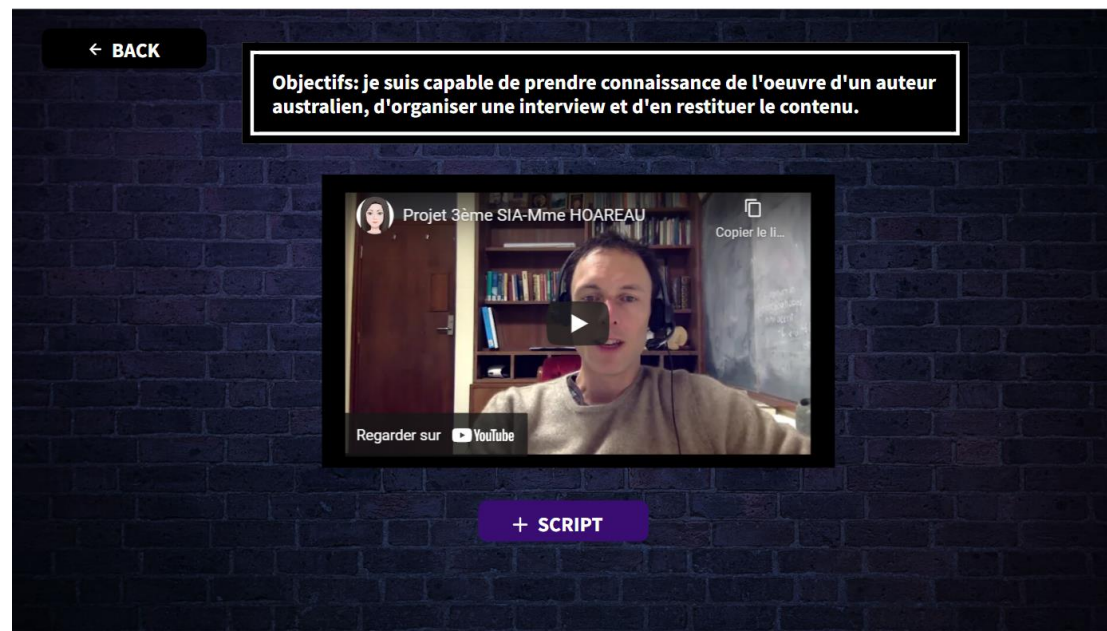 ← BACK
Objectifs: je suis capable de prendre connaissance de l'oeuvre d'un auteur
australien, d'organiser une interview et d'en restituer le contenu.
Projet 3ème SIA-Mme HOAREAU
Copier le li...
Regarder sur YouTube
+ SCRIPT